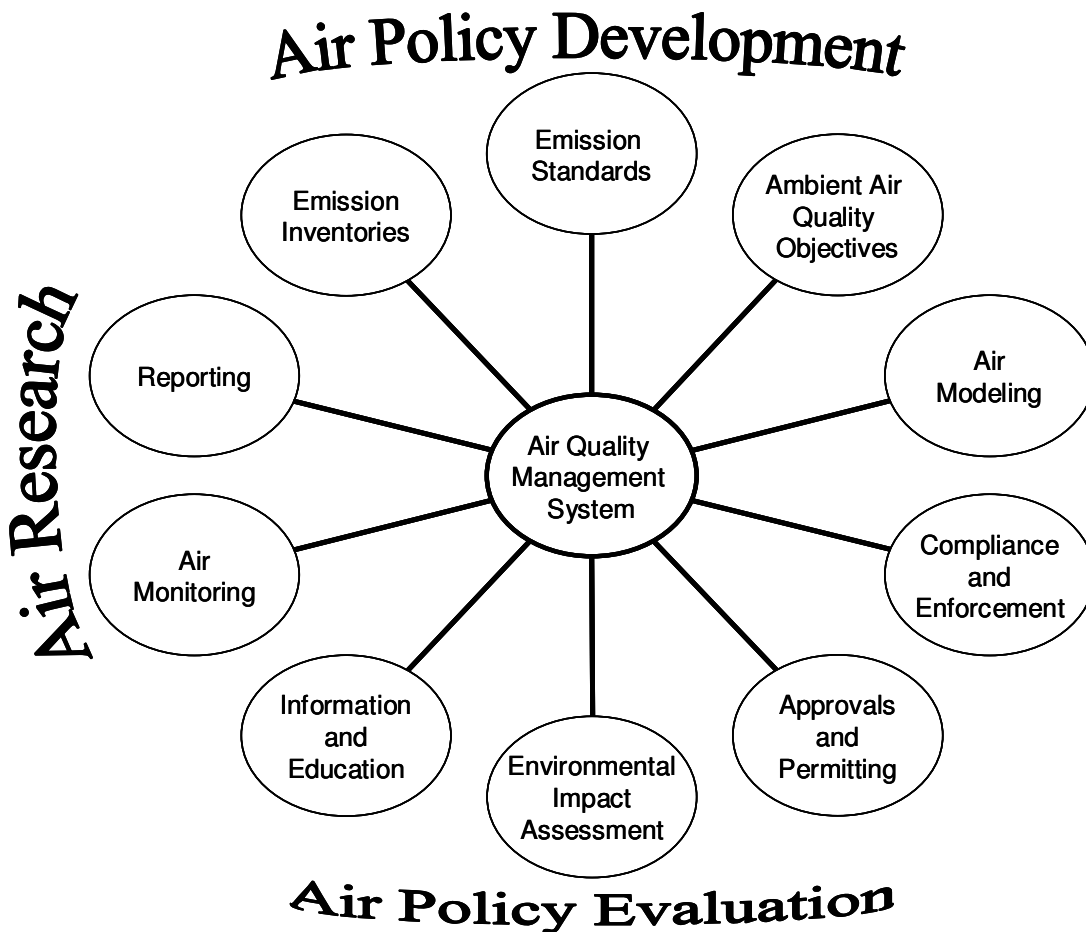 Air Policy Development
Emission
Standards
Emission
Inventories
Ambient Air
Quality
Objectives
Reporting
Air
Modeling
Air Research
Air Quality
Management
System
Air
Monitoring
Compliance
and
Enforcement
Information
and
Education
Environmental
Impact
Assessment
Approvals
and
Permitting
Air Policy Evaluation